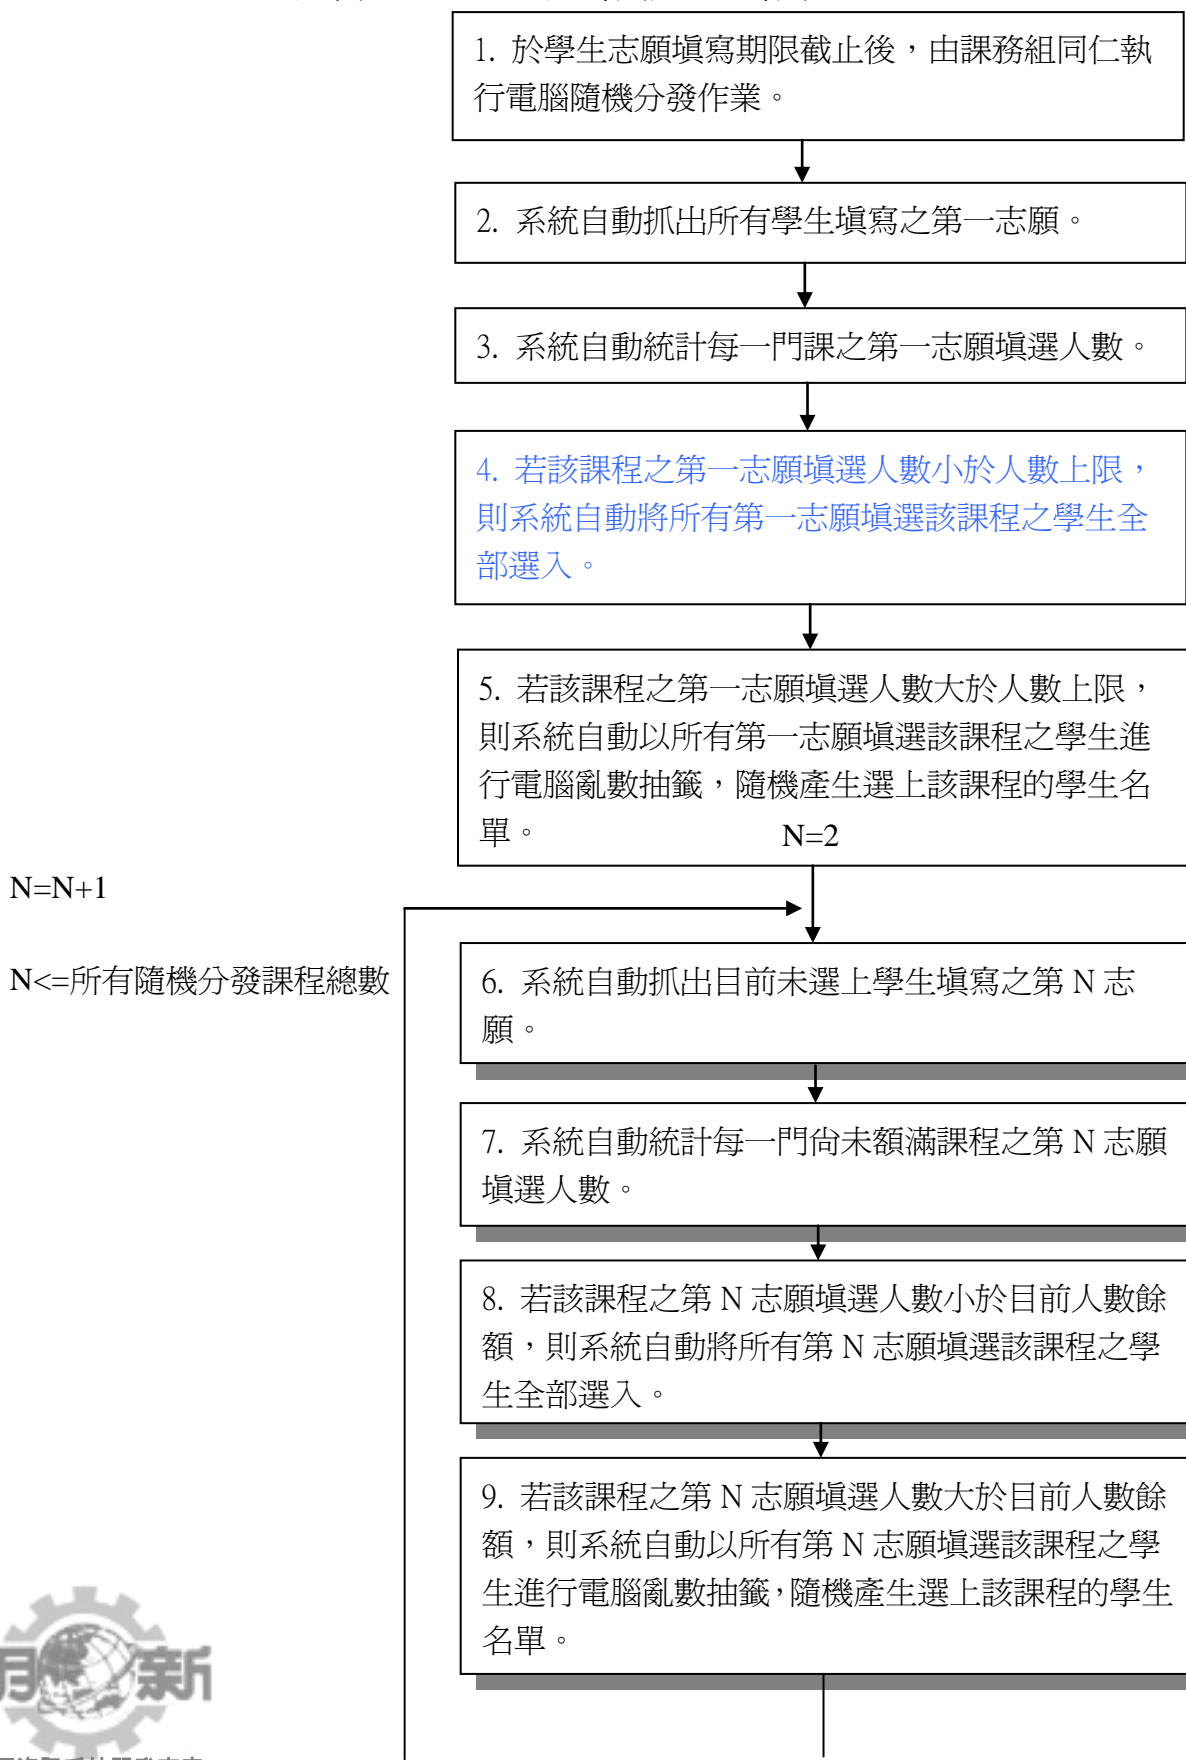 1. 於學生志願填寫期限截止後，由課務組同仁執
行電腦隨機分發作業。
2. 系統自動抓出所有學生填寫之第一志願。
3. 系統自動統計每一門課之第一志願填選人數。
4. 若該課程之第一志願填選人數小於人數上限，
則系統自動將所有第一志願填選該課程之學生全
部選入。
5. 若該課程之第一志願填選人數大於人數上限，
則系統自動以所有第一志願填選該課程之學生進
行電腦亂數抽籤，隨機產生選上該課程的學生名
單。
N=2
N=N+1
N<=所有隨機分發課程總數
6. 系統自動抓出目前未選上學生填寫之第 N 志
願。
7. 系統自動統計每一門尚未額滿課程之第 N 志願
填選人數。
8. 若該課程之第 N 志願填選人數小於目前人數餘
額，則系統自動將所有第 N 志願填選該課程之學
生全部選入。
9. 若該課程之第 N 志願填選人數大於目前人數餘
額，則系統自動以所有第 N 志願填選該課程之學
生進行電腦亂數抽籤，隨機產生選上該課程的學生
名單。
新